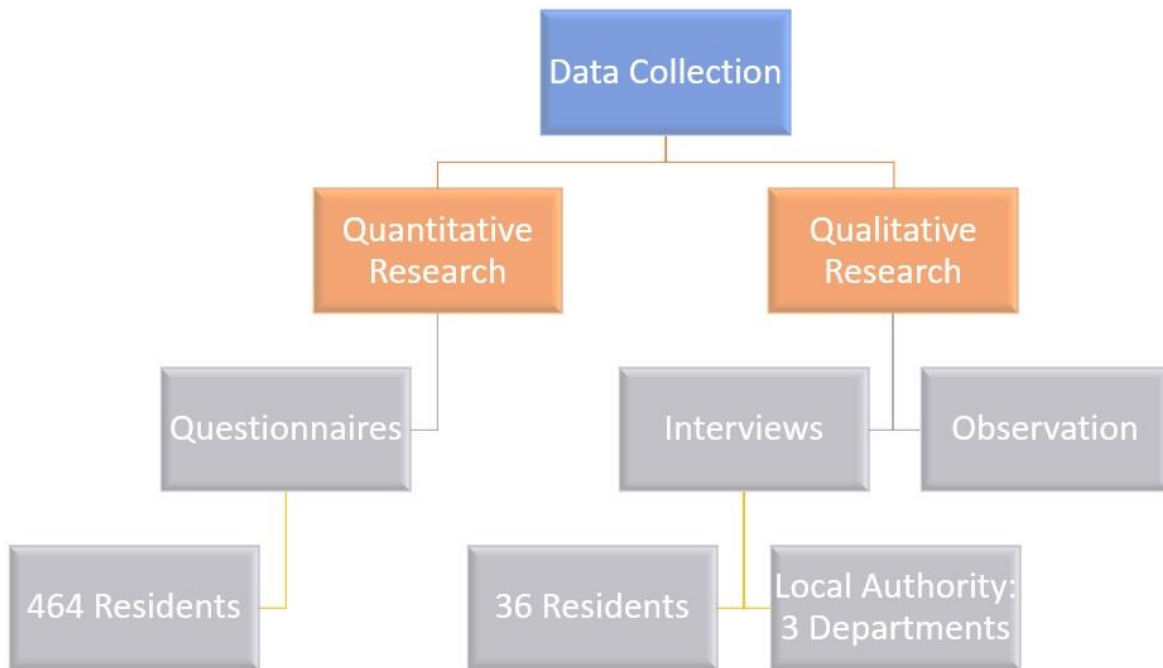 Data Collection
Quantitative
Research
Qualitative
Research
Questionnaires
Interviews
Observation
464 Residents
36 Residents
Local Authority:
3 Departments